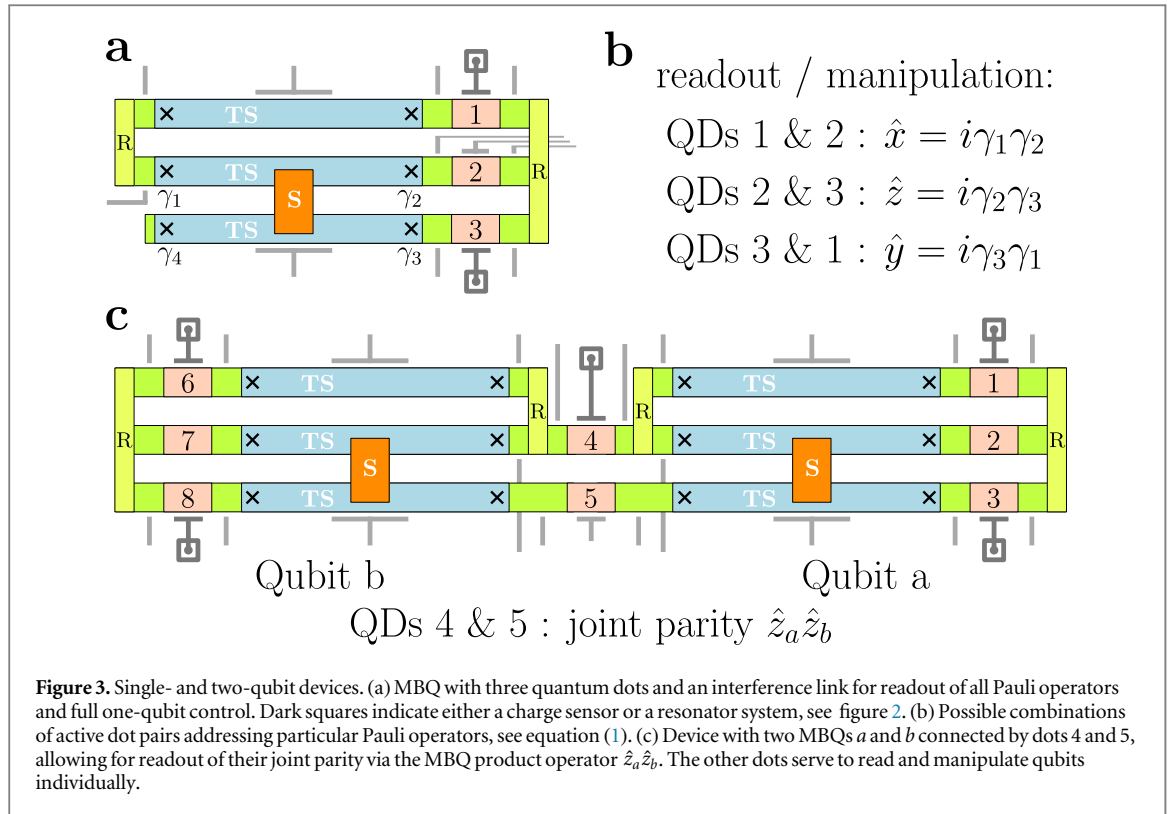 a
b
readout / manipulation:
QDs 1 & 2 : x̂ = iγ₁γ₂
QDs 2 & 3 : ẑ = iγ₂γ₃
QDs 3 & 1 : ŷ = iγ₃γ₁
TS 1
R
TS 2 R
γ₁ S γ₂
TS 3
γ₄ γ₃
c
6 TS TS 1
R R R
R 7 TS 4 TS 2 R
S S
8 TS 5 TS 3
Qubit b Qubit a
QDs 4 & 5 : joint parity ẑₐẑ_b
Figure 3. Single- and two-qubit devices. (a) MBQ with three quantum dots and an interference link for readout of all Pauli operators
and full one-qubit control. Dark squares indicate either a charge sensor or a resonator system, see figure 2. (b) Possible combinations
of active dot pairs addressing particular Pauli operators, see equation (1). (c) Device with two MBQs a and b connected by dots 4 and 5,
allowing for readout of their joint parity via the MBQ product operator ẑₐẑ_b. The other dots serve to read and manipulate qubits
individually.